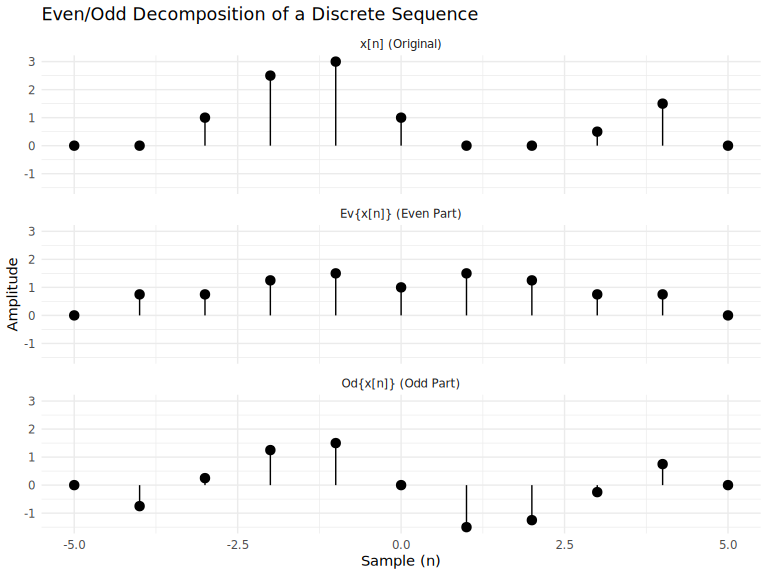 Even/Odd Decomposition of a Discrete Sequence
x[n] (Original)
3
2
1
0
-1
Ev{x[n]} (Even Part)
3
2
1
0
-1
Amplitude
Od{x[n]} (Odd Part)
3
2
1
0
-1
-5.0 -2.5 0.0 2.5 5.0
Sample (n)